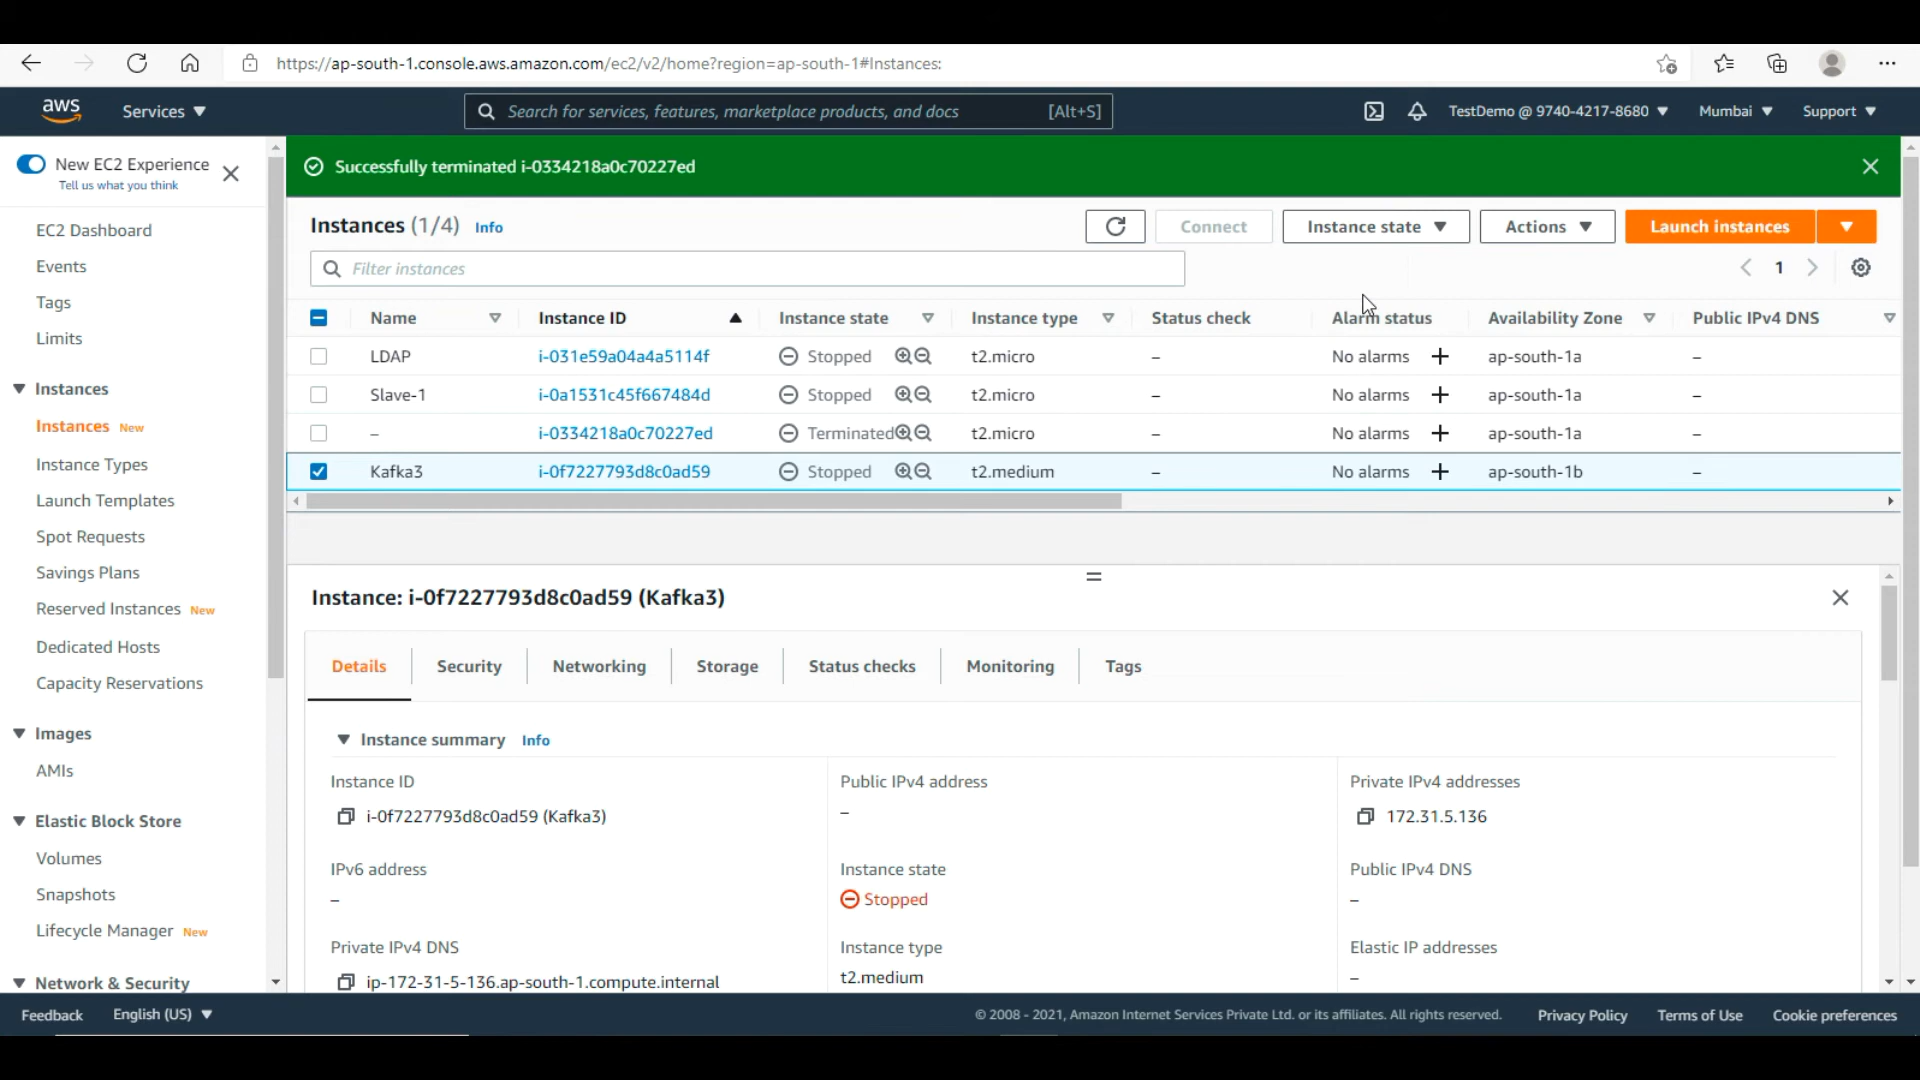 https://ap-south-1.console.aws.amazon.com/ec2/v2/home?region=ap-south-1#Instances:
aws Services Search for services, features, marketplace products, and docs [Alt+S] TestDemo @ 9740-4217-8680 Mumbai Support
New EC2 Experience
Tell us what you think
EC2 Dashboard
Events
Tags
Limits
Instances
Instances New
Instance Types
Launch Templates
Spot Requests
Savings Plans
Reserved Instances New
Dedicated Hosts
Capacity Reservations
Images
AMIs
Elastic Block Store
Volumes
Snapshots
Lifecycle Manager New
Network & Security
Successfully terminated i-0334218a0c70227ed
Instances (1/4) Info Connect Instance state Actions Launch instances
Filter instances 1
Name Instance ID Instance state Instance type Status check Alarm status Availability Zone Public IPv4 DNS
LDAP i-031e59a04a4a5114f Stopped t2.micro – No alarms + ap-south-1a –
Slave-1 i-0a1531c45f667484d Stopped t2.micro – No alarms + ap-south-1a –
– i-0334218a0c70227ed Terminated t2.micro – No alarms + ap-south-1a –
Kafka3 i-0f7227793d8c0ad59 Stopped t2.medium – No alarms + ap-south-1b –
Instance: i-0f7227793d8c0ad59 (Kafka3)
Details Security Networking Storage Status checks Monitoring Tags
Instance summary Info
Instance ID Public IPv4 address Private IPv4 addresses
i-0f7227793d8c0ad59 (Kafka3) – 172.31.5.136
IPv6 address Instance state Public IPv4 DNS
– Stopped –
Private IPv4 DNS Instance type Elastic IP addresses
ip-172-31-5-136.ap-south-1.compute.internal t2.medium –
Feedback English (US) © 2008 - 2021, Amazon Internet Services Private Ltd. or its affiliates. All rights reserved. Privacy Policy Terms of Use Cookie preferences